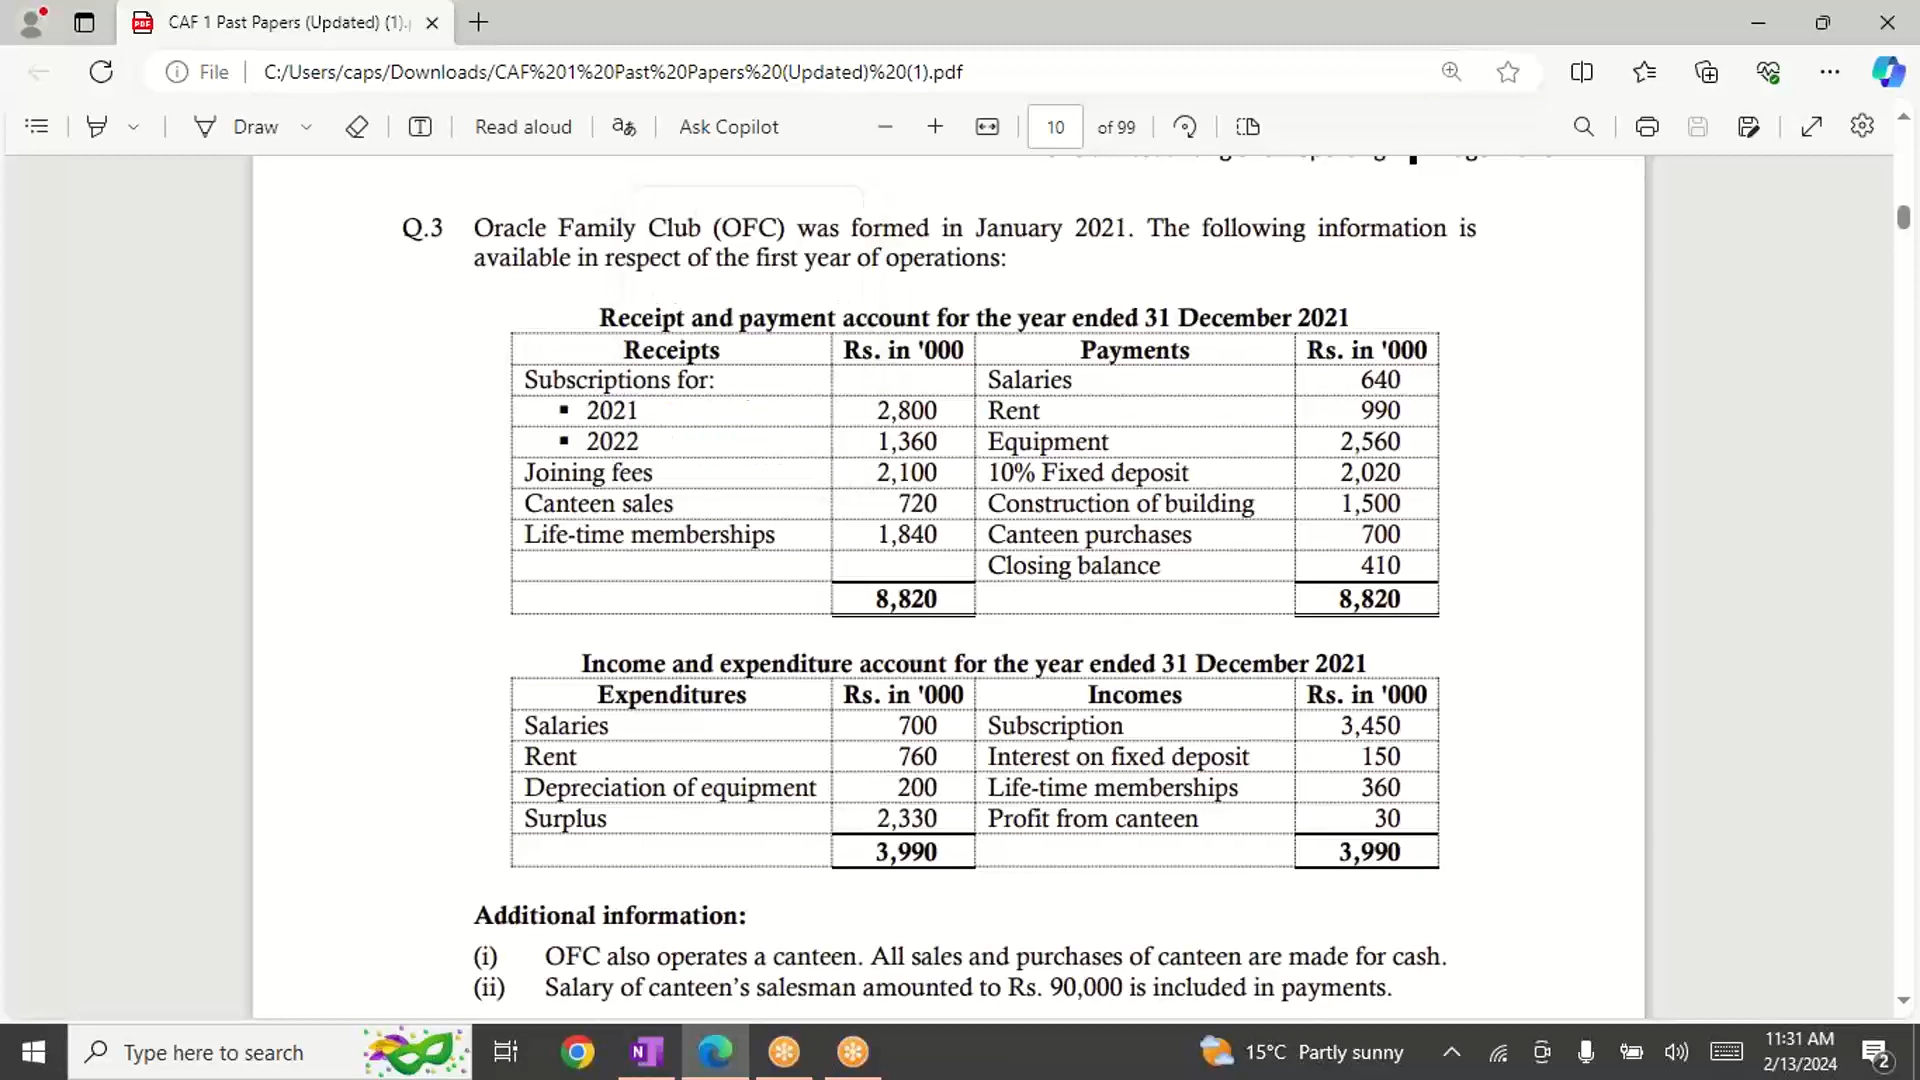 CAF 1 Past Papers (Updated) (1).
File C:/Users/caps/Downloads/CAF%201%20Past%20Papers%20(Updated)%20(1).pdf
Draw Read aloud Ask Copilot 10 of 99
Q.3 Oracle Family Club (OFC) was formed in January 2021. The following information is
available in respect of the first year of operations:
Receipt and payment account for the year ended 31 December 2021
Receipts Rs. in '000 Payments Rs. in '000
Subscriptions for: Salaries 640
▪ 2021 2,800 Rent 990
▪ 2022 1,360 Equipment 2,560
Joining fees 2,100 10% Fixed deposit 2,020
Canteen sales 720 Construction of building 1,500
Life-time memberships 1,840 Canteen purchases 700
Closing balance 410
8,820 8,820
Income and expenditure account for the year ended 31 December 2021
Expenditures Rs. in '000 Incomes Rs. in '000
Salaries 700 Subscription 3,450
Rent 760 Interest on fixed deposit 150
Depreciation of equipment 200 Life-time memberships 360
Surplus 2,330 Profit from canteen 30
3,990 3,990
Additional information:
(i) OFC also operates a canteen. All sales and purchases of canteen are made for cash.
(ii) Salary of canteen's salesman amounted to Rs. 90,000 is included in payments.
Type here to search 15°C Partly sunny 11:31 AM
2/13/2024 2